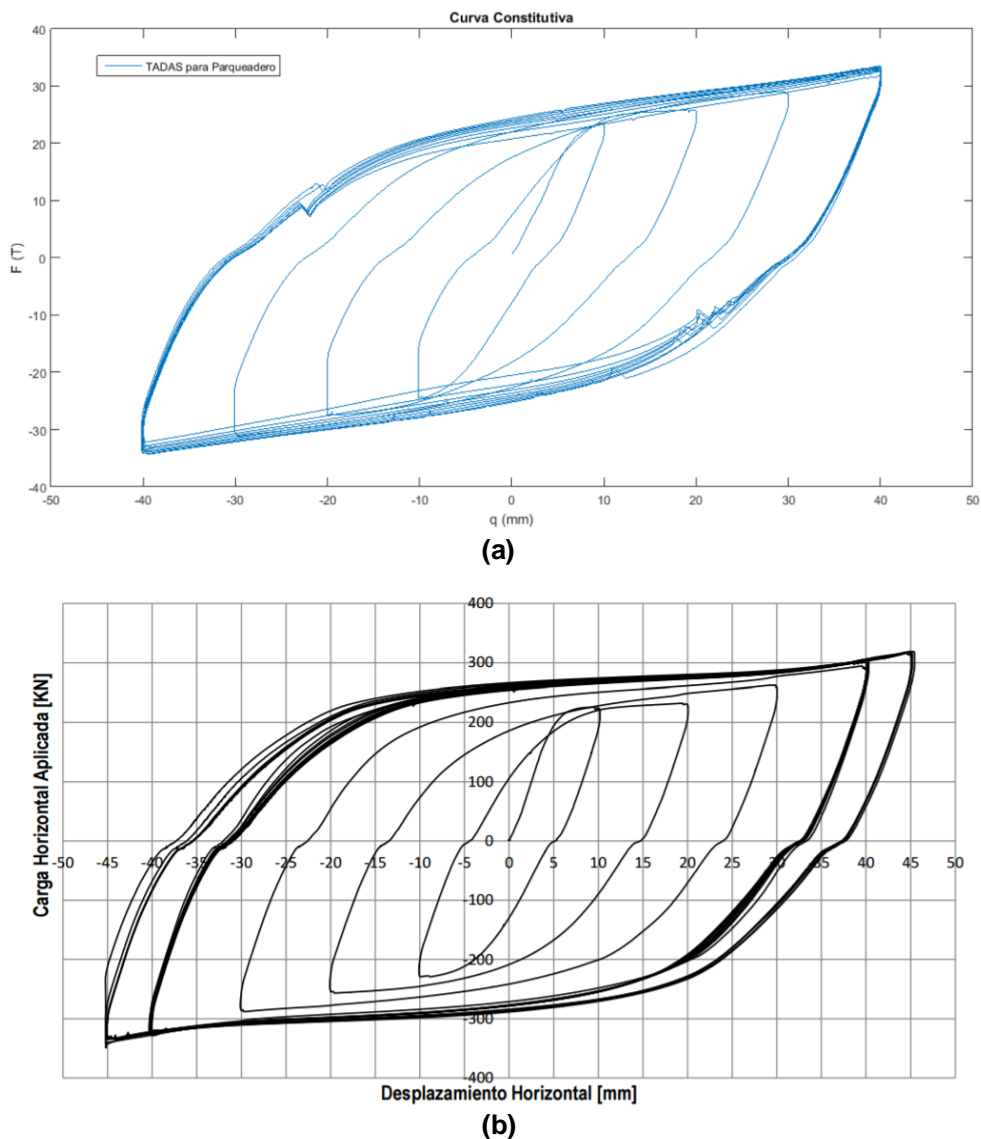 Curva Constitutiva
TADAS para Parqueadero
F (T)
40
30
20
10
0
-10
-20
-30
-40
-50 -40 -30 -20 -10 0 10 20 30 40 50
q (mm)
(a)
Carga Horizontal Aplicada [KN]
400
300
200
100
0
-50 -45 -40 -35 -30 -25 -20 -15 -10 -5 0 5 10 15 20 25 30 35 40 45 50
-100
-200
-300
-400
Desplazamiento Horizontal [mm]
(b)